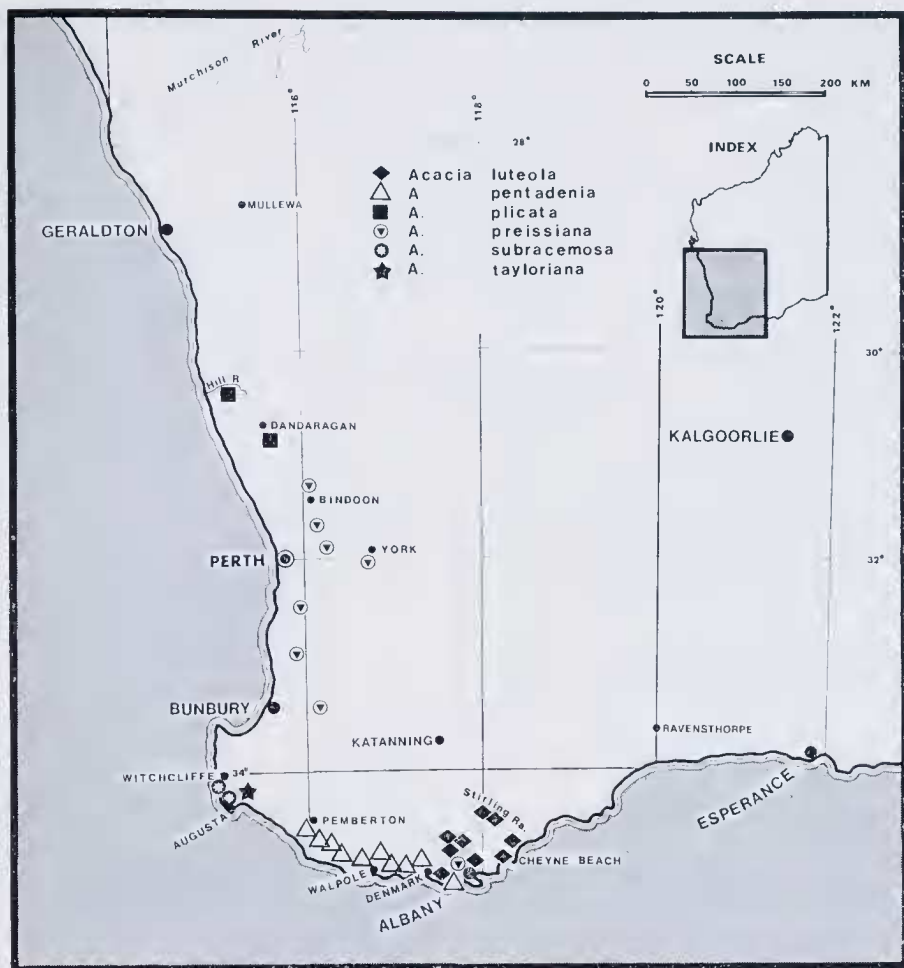 Murchison River
SCALE
0 50 100 150 200 KM
116°
118°
28°
INDEX
Acacia luteola
A. pentadenia
A. plicata
A. preissiana
A. subracemosa
A. tayloriana
MULLEWA
GERALDTON
120°
122°
30°
Hill R
DANDARAGAN
KALGOORLIE
BINDOON
PERTH
YORK
32°
BUNBURY
KATANNING
RAVENSTHORPE
WITCHCLIFFE
34°
ESPERANCE
AUGUSTA
Stirling Ra.
PEMBERTON
CHEYNE BEACH
WALPOLE
DENMARK
ALBANY